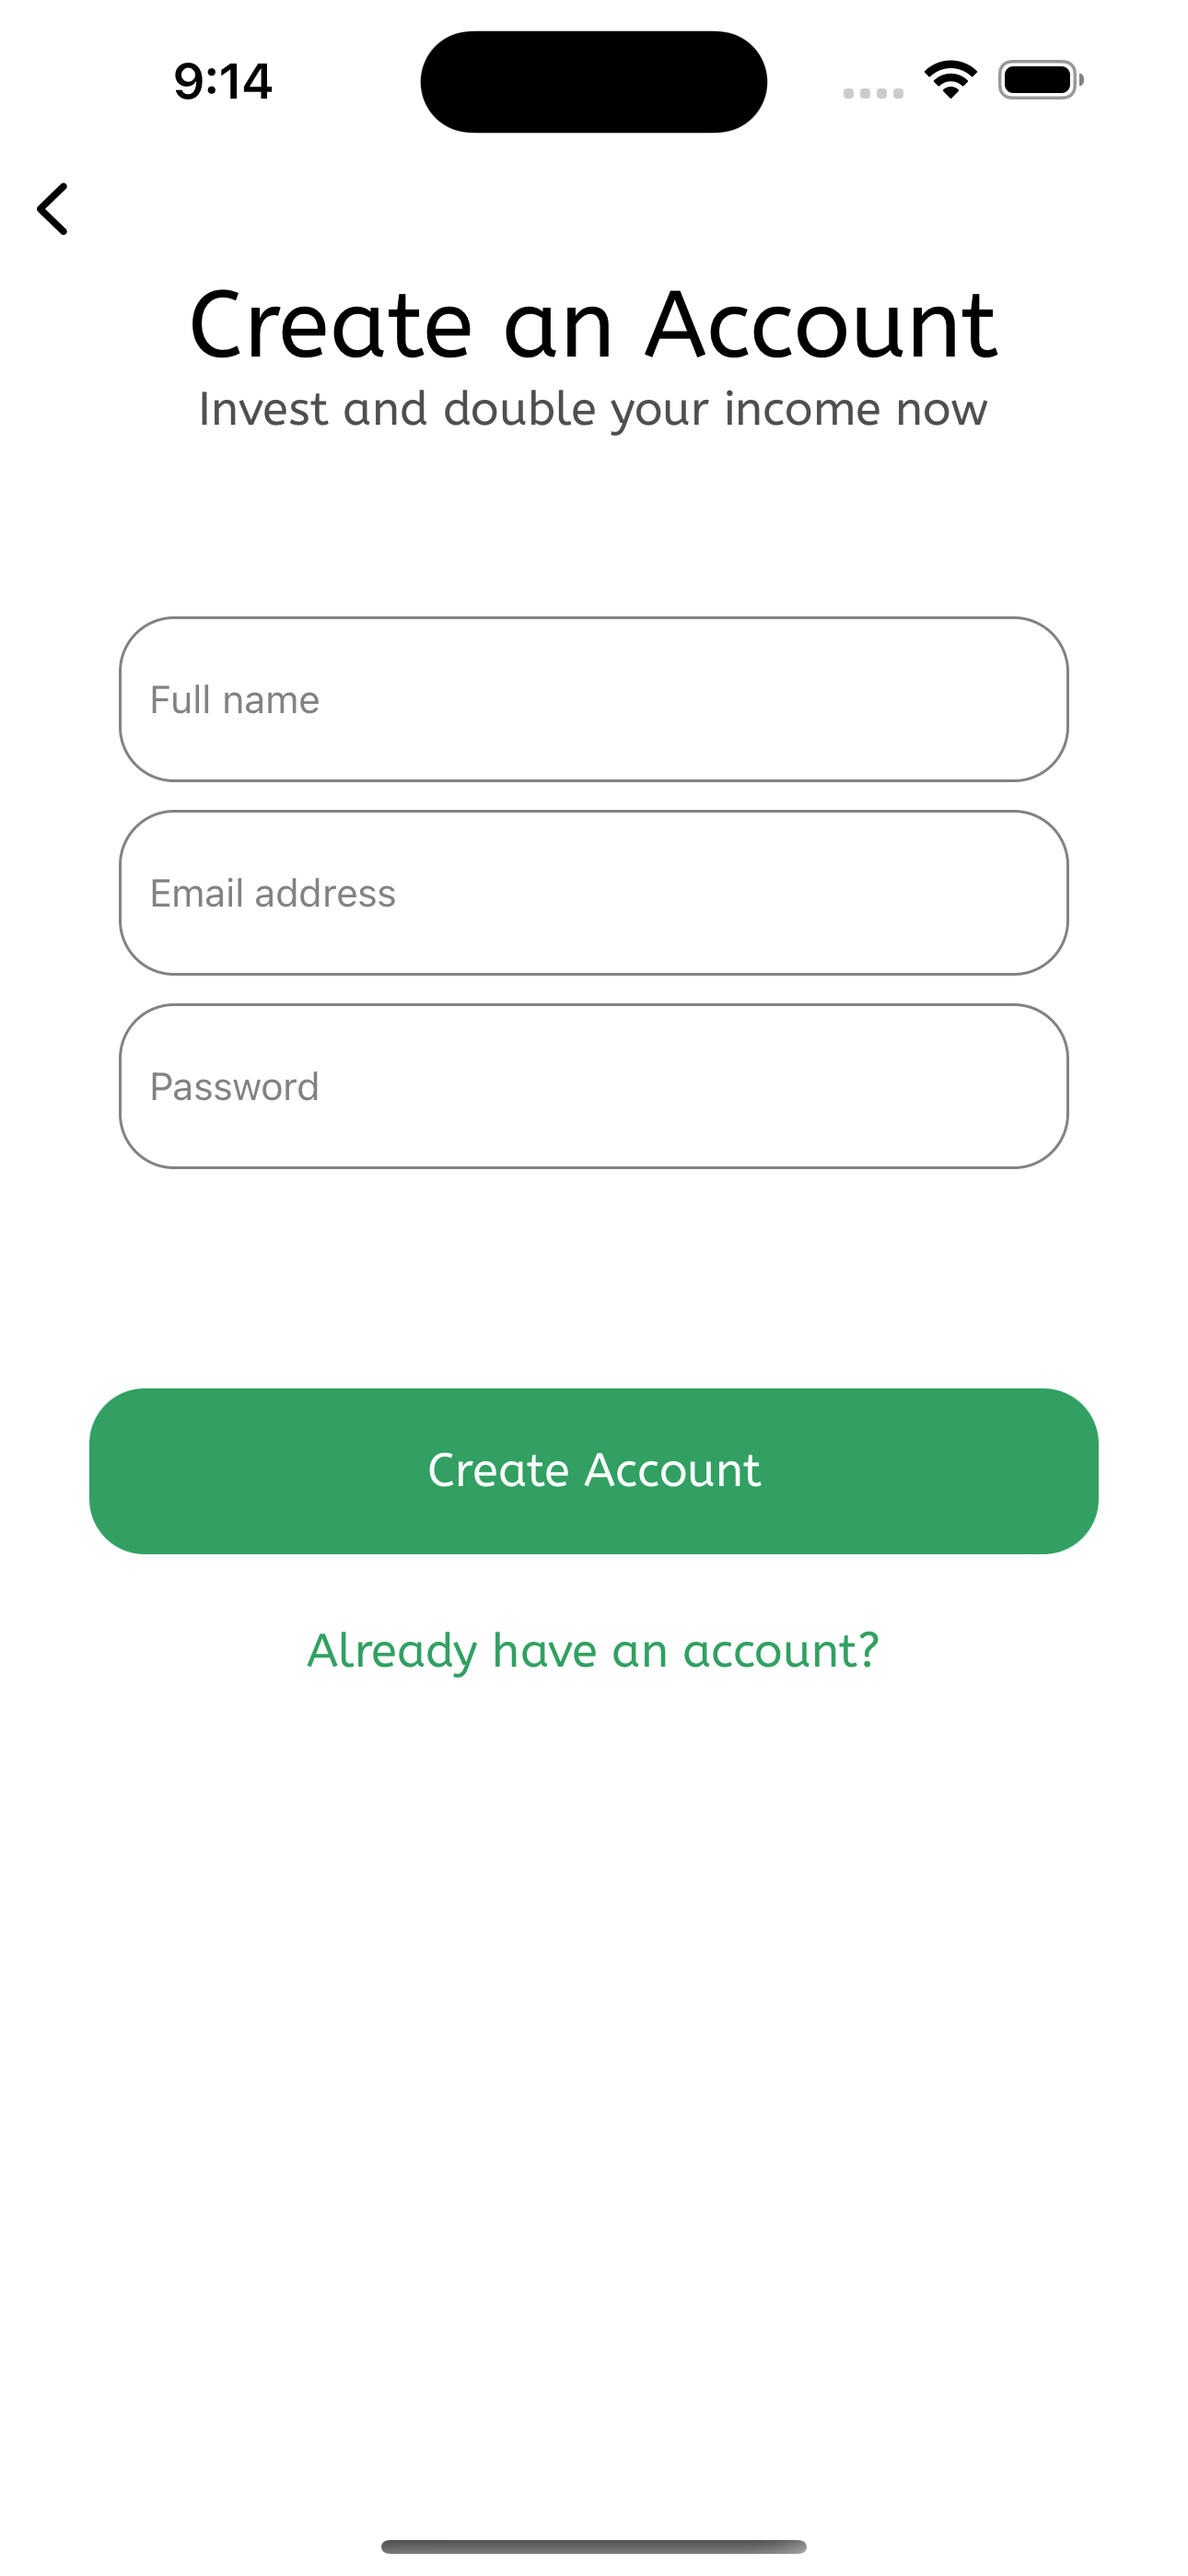 9:14
Create an Account
Invest and double your income now
Full name
Email address
Password
Create Account
Already have an account?